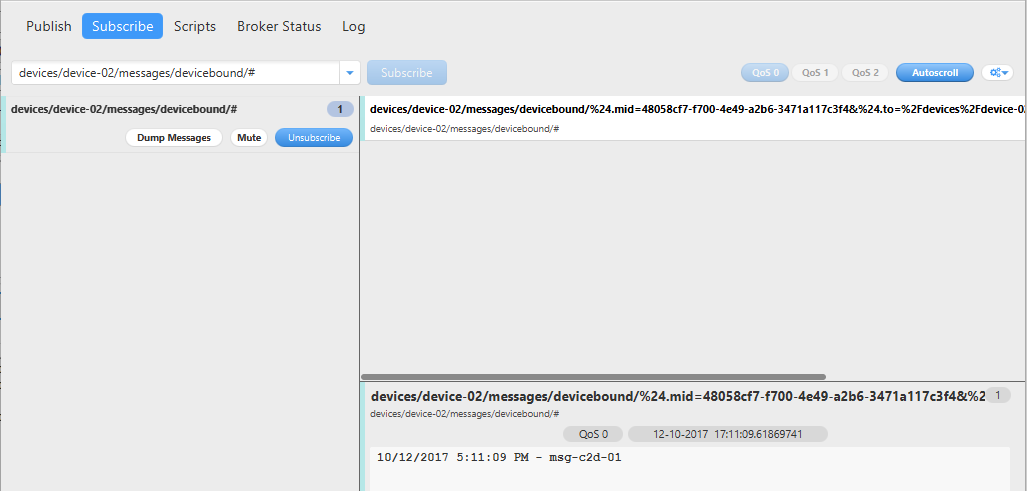 Publish Subscribe Scripts Broker Status Log
devices/device-02/messages/devicebound/# Subscribe QoS 0 QoS 1 QoS 2 Autoscroll
devices/device-02/messages/devicebound/# 1
Dump Messages Mute Unsubscribe
devices/device-02/messages/devicebound/%24.mid=48058cf7-f700-4e49-a2b6-3471a117c3f4&%24.to=%2Fdevices%2Fdevice-02
devices/device-02/messages/devicebound/#
devices/device-02/messages/devicebound/%24.mid=48058cf7-f700-4e49-a2b6-3471a117c3f4&%2 1
devices/device-02/messages/devicebound/#
QoS 0 12-10-2017 17:11:09.61869741
10/12/2017 5:11:09 PM - msg-c2d-01